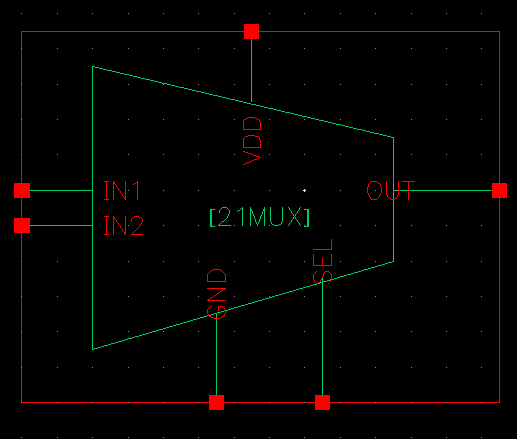 VDD
IN1
OUT
IN2
[2.1MUX]
SEL
GND